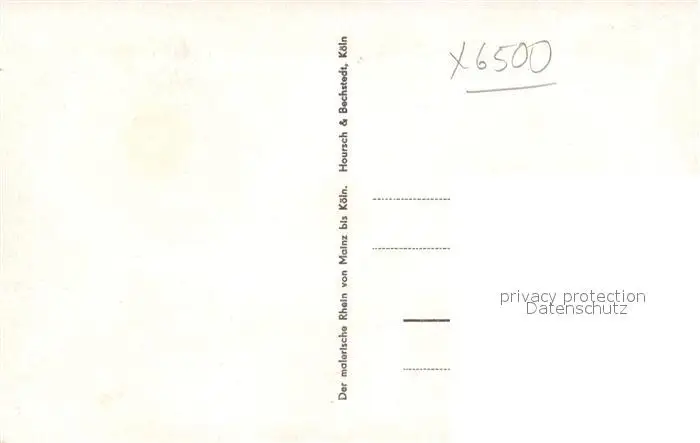 X6500
Der malerische Rhein von Mainz bis Köln. Hoursch & Bechstedt, Köln
privacy protection
Datenschutz